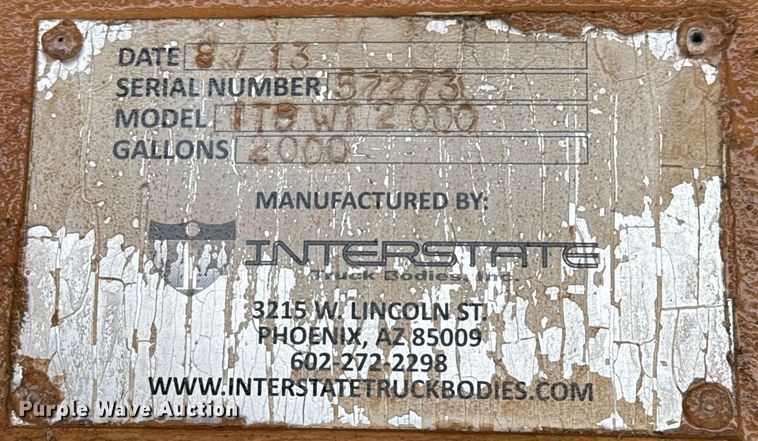 DATE 8 / 13
SERIAL NUMBER 57273
MODEL ITB WT 2000
GALLONS 2000
MANUFACTURED BY:
INTERSTATE
Truck Bodies, Inc.
3215 W. LINCOLN ST.
PHOENIX, AZ 85009
602-272-2298
WWW.INTERSTATETRUCKBODIES.COM
Purple Wave Auction